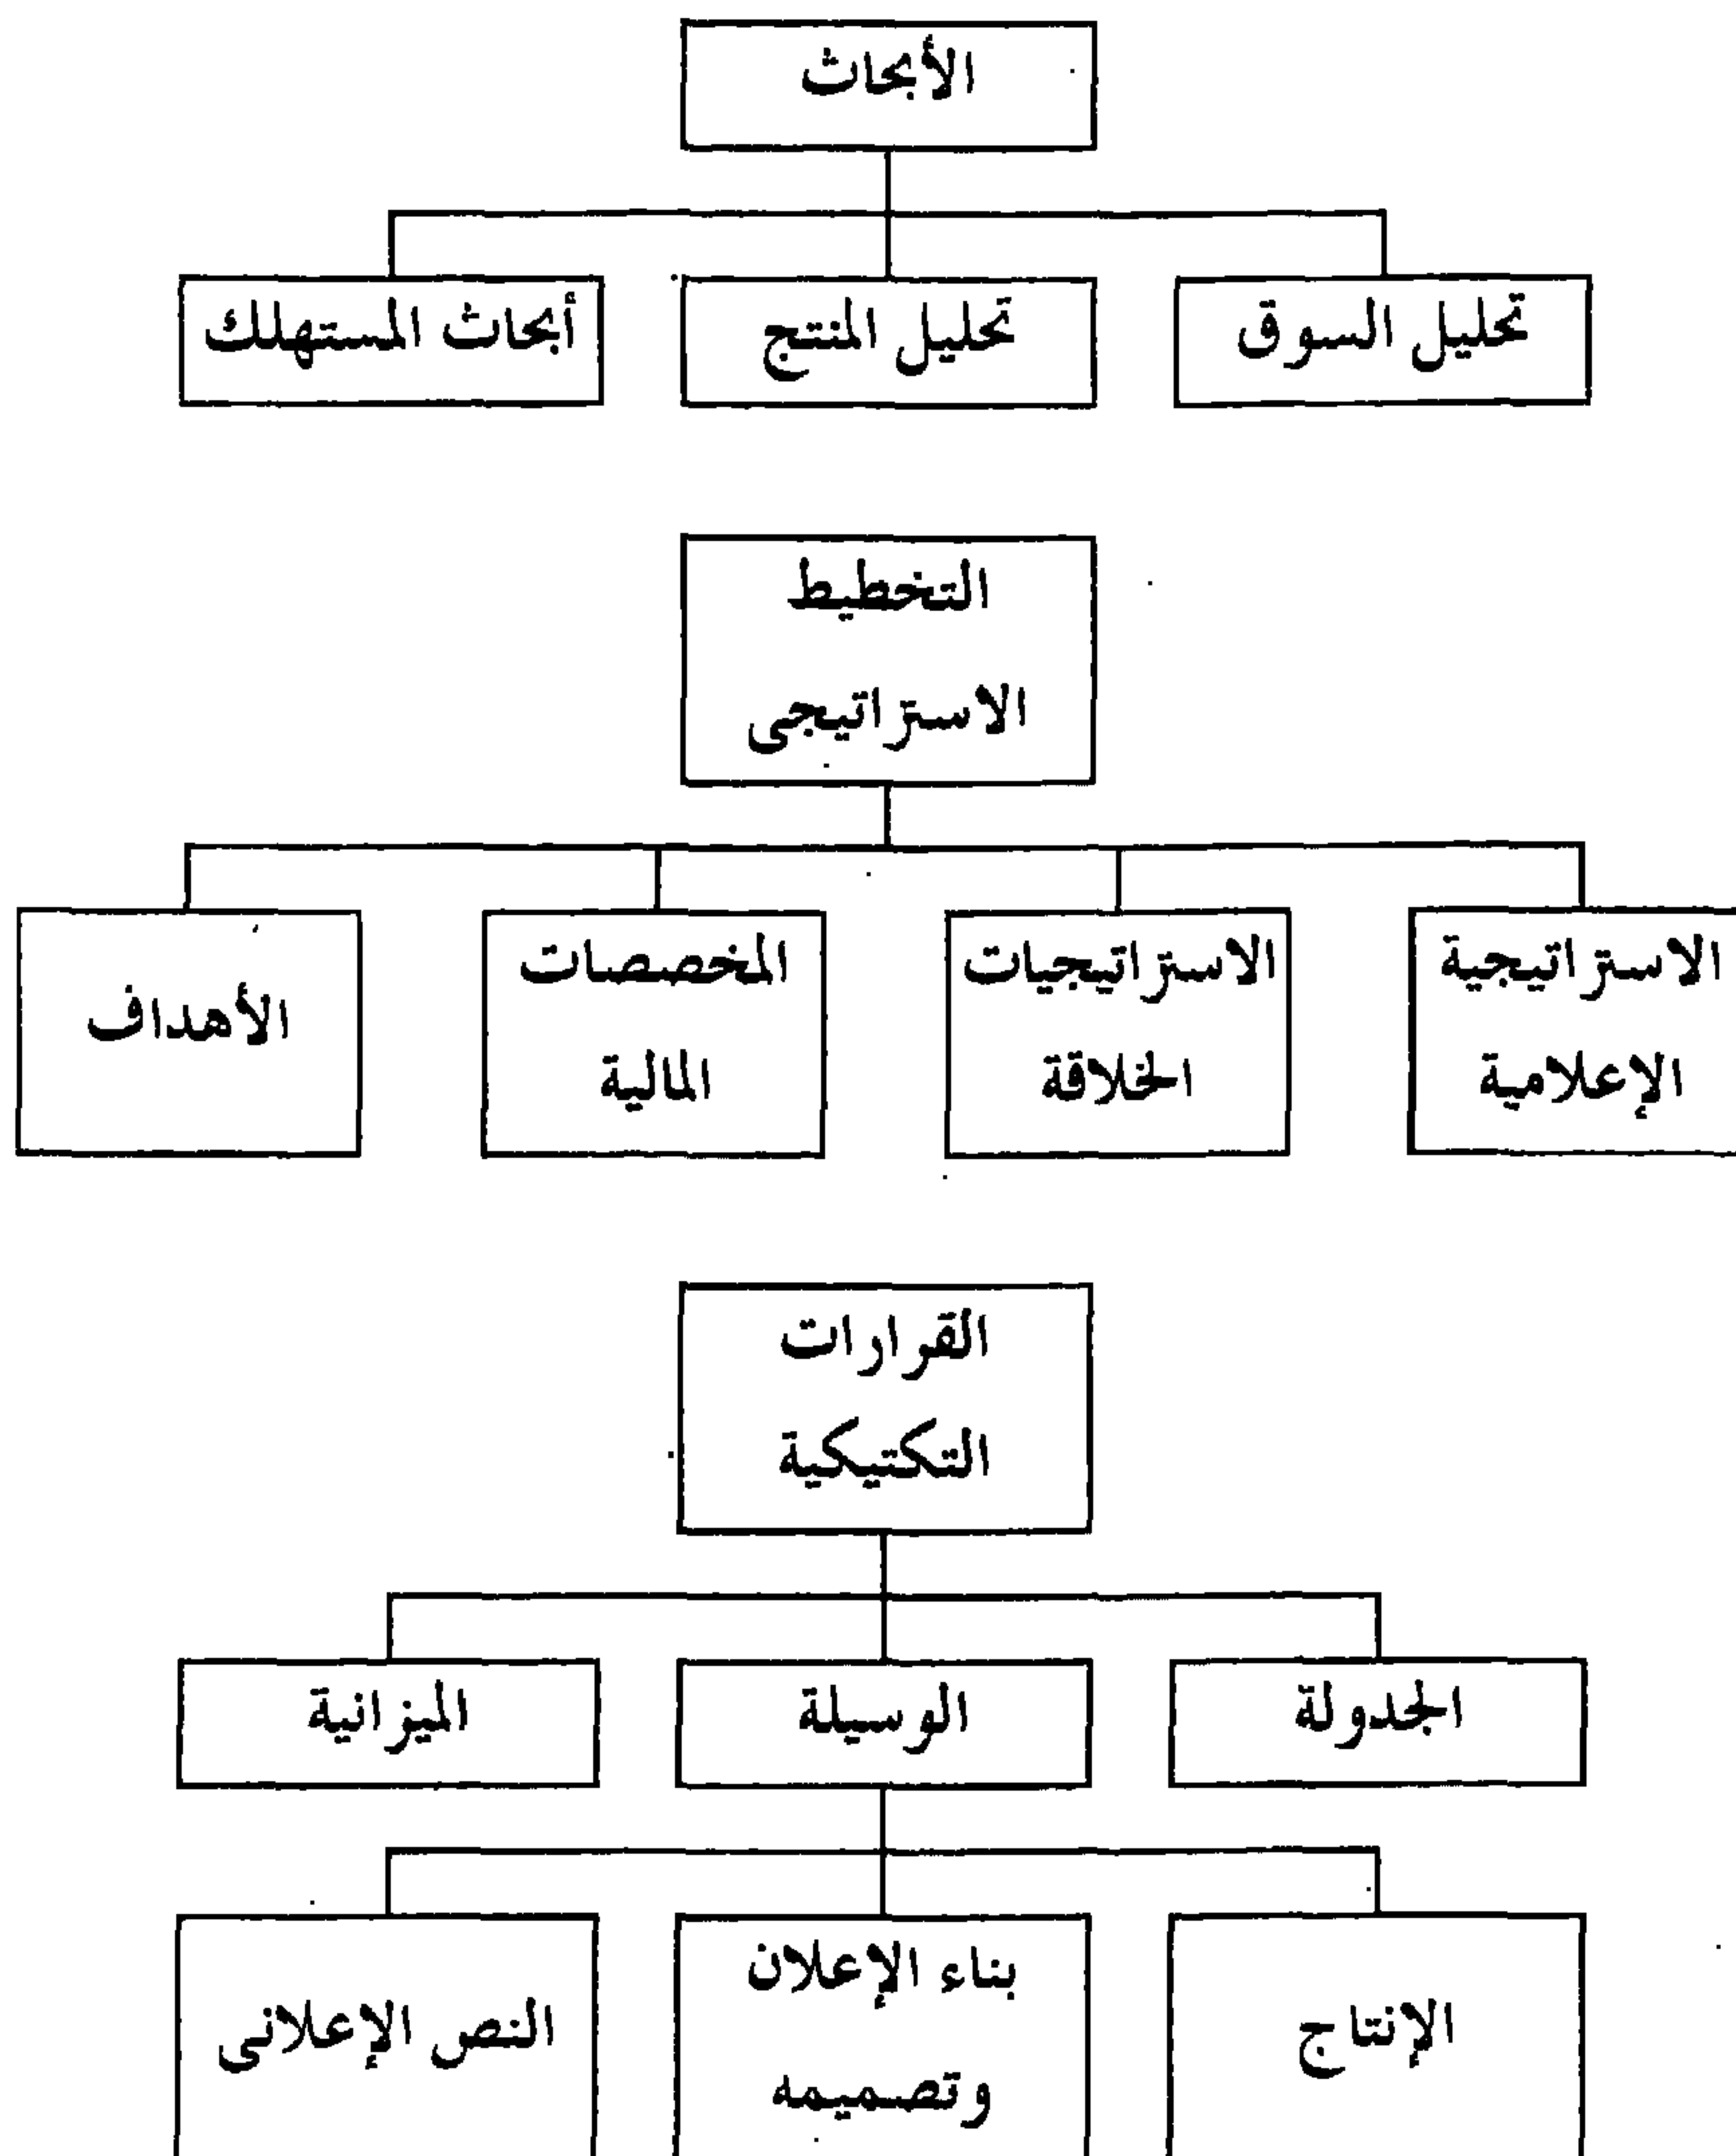 الأبحاث
تحليل السوق
تحليل المنتج
أبحاث المستهلك
التخطيط
الاستراتيجى
الاستراتيجية
الإعلامية
الاستراتيجيات
الخلاقة
المخصصات
المالية
الأهداف
القرارات
التكتيكية
الجدولة
الوسيلة
الميزانية
الإنتاج
بناء الإعلان
وتصميمه
النص الإعلانى